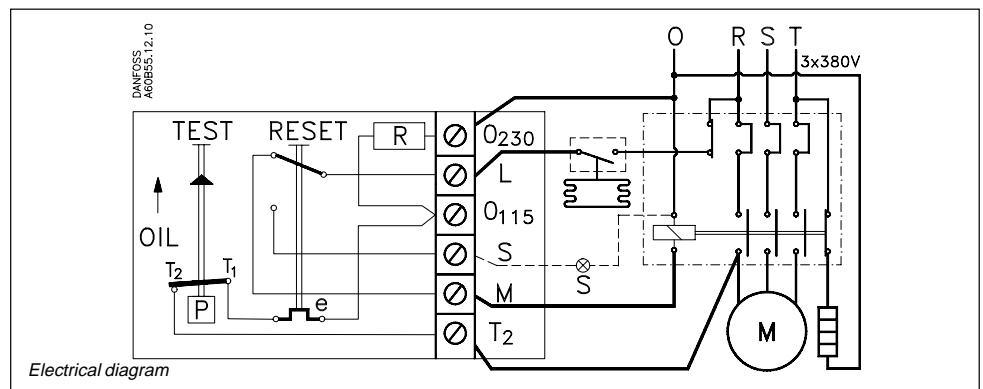 DANFOSS
A60B55.12.10
O R S T
3x380V
TEST RESET
R
O230
L
O115
OIL
S
S
T2 T1
P
e
M
M
T2
Electrical diagram